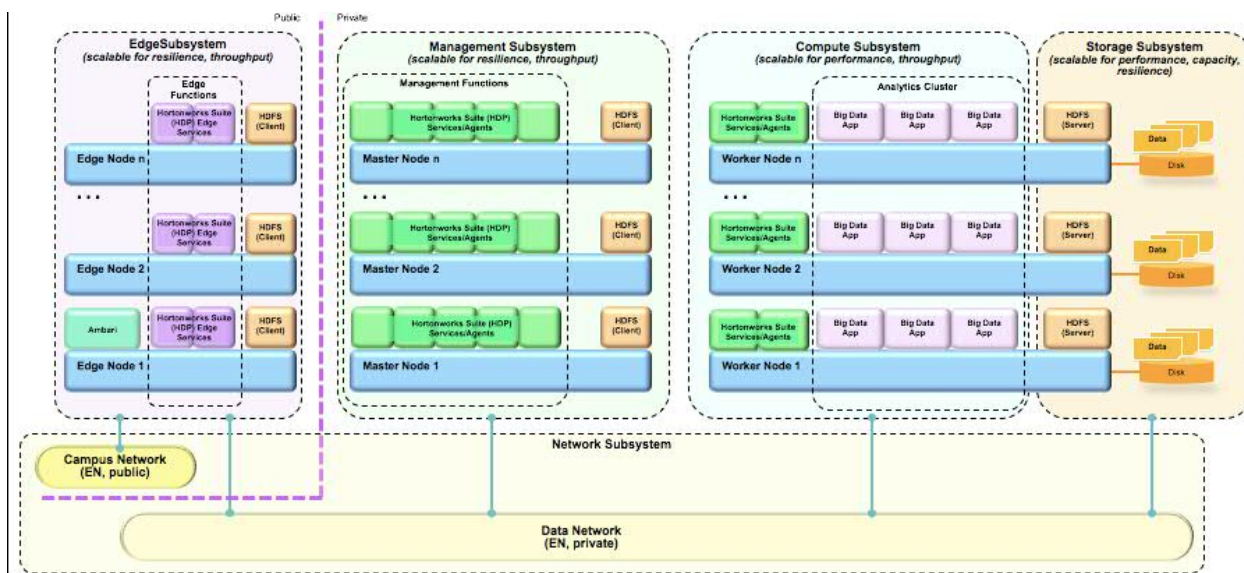 Public
Private
EdgeSubsystem
(scalable for resilience, throughput)
Edge
Functions
Hortonworks Suite
(HDP) Edge
Services
HDFS
(Client)
Edge Node n
...
Hortonworks Suite
(HDP) Edge
Services
HDFS
(Client)
Edge Node 2
Ambari
Hortonworks Suite
(HDP) Edge
Services
HDFS
(Client)
Edge Node 1
Management Subsystem
(scalable for resilience, throughput)
Management Functions
Hortonworks Suite (HDP)
Services/Agents
HDFS
(Client)
Master Node n
...
Hortonworks Suite (HDP)
Services/Agents
HDFS
(Client)
Master Node 2
Hortonworks Suite (HDP)
Services/Agents
HDFS
(Client)
Master Node 1
Compute Subsystem
(scalable for performance, throughput)
Analytics Cluster
Hortonworks Suite
Services/Agents
Big Data
App
Big Data
App
Big Data
App
Worker Node n
...
Hortonworks Suite
Services/Agents
Big Data
App
Big Data
App
Big Data
App
Worker Node 2
Hortonworks Suite
Services/Agents
Big Data
App
Big Data
App
Big Data
App
Worker Node 1
Storage Subsystem
(scalable for performance, capacity,
resilience)
HDFS
(Server)
Data
Disk
HDFS
(Server)
Data
Disk
HDFS
(Server)
Data
Disk
Network Subsystem
Campus Network
(EN, public)
Data Network
(EN, private)